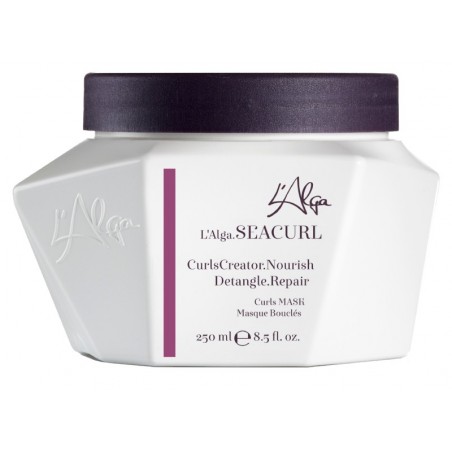 L'Alga
L'Alga
L'Alga.SEACURL
CurlsCreator.Nourish
Detangle.Repair
Curls MASK
Masque Bouclés
250 ml ℮ 8.5 fl. oz.